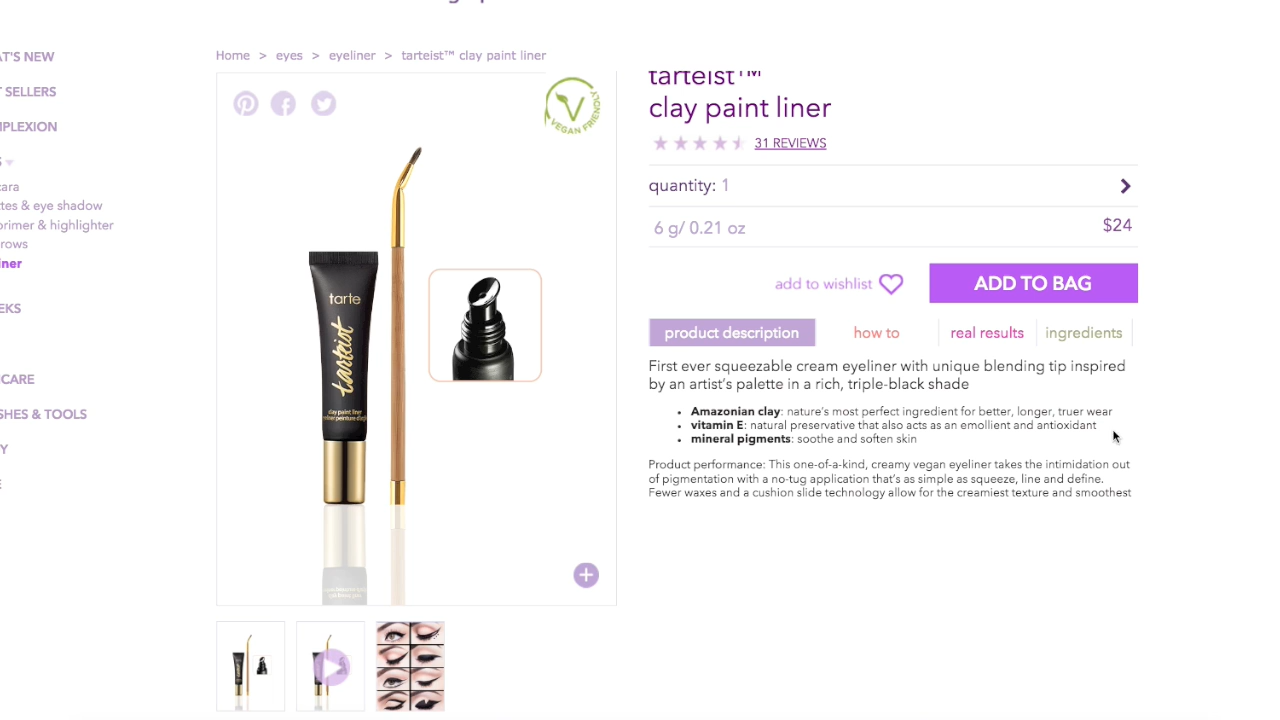 Home > eyes > eyeliner > tarteist™ clay paint liner
AT'S NEW
SELLERS
MPLEXION
cara
ttes & eye shadow
primer & highlighter
rows
iner
EKS
CARE
SHES & TOOLS
VEGAN FRIENDLY
tarte
tarteist
clay paint liner
tarteist™
clay paint liner
31 REVIEWS
quantity: 1
6 g/ 0.21 oz
$24
add to wishlist
ADD TO BAG
product description
how to
real results
ingredients
First ever squeezable cream eyeliner with unique blending tip inspired
by an artist's palette in a rich, triple-black shade
• Amazonian clay: nature's most perfect ingredient for better, longer, truer wear
• vitamin E: natural preservative that also acts as an emollient and antioxidant
• mineral pigments: soothe and soften skin
Product performance: This one-of-a-kind, creamy vegan eyeliner takes the intimidation out
of pigmentation with a no-tug application that's as simple as squeeze, line and define.
Fewer waxes and a cushion slide technology allow for the creamiest texture and smoothest